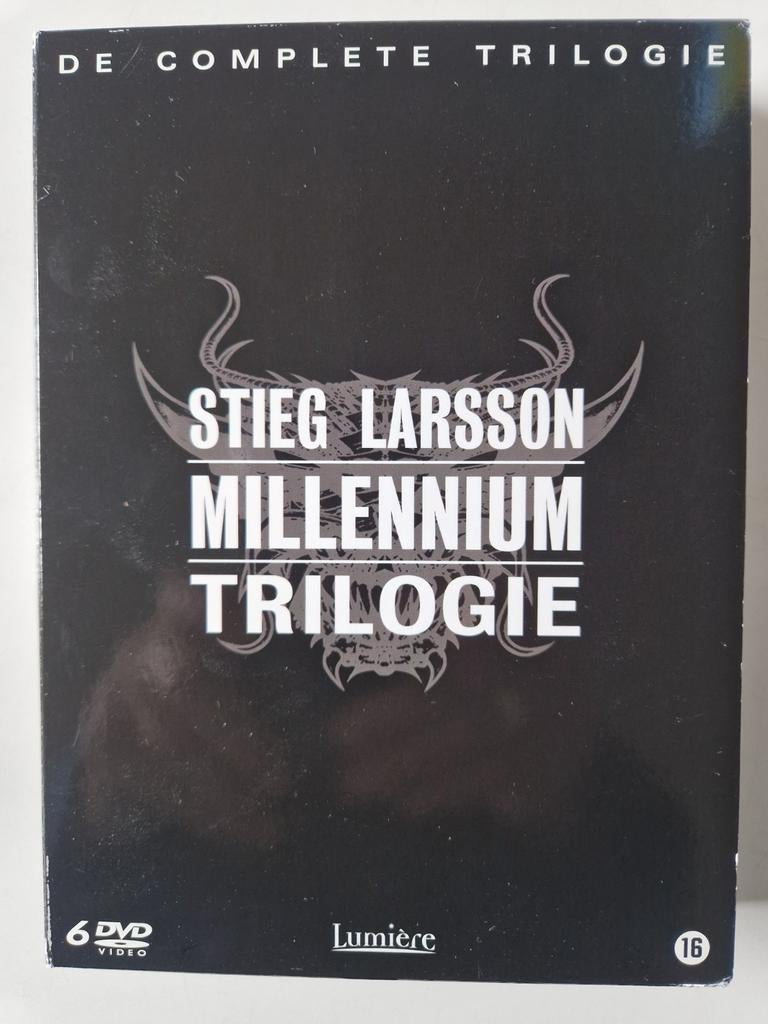 DE COMPLETE TRILOGIE
STIEG LARSSON
MILLENNIUM
TRILOGIE
6 DVD
VIDEO
Lumière
16